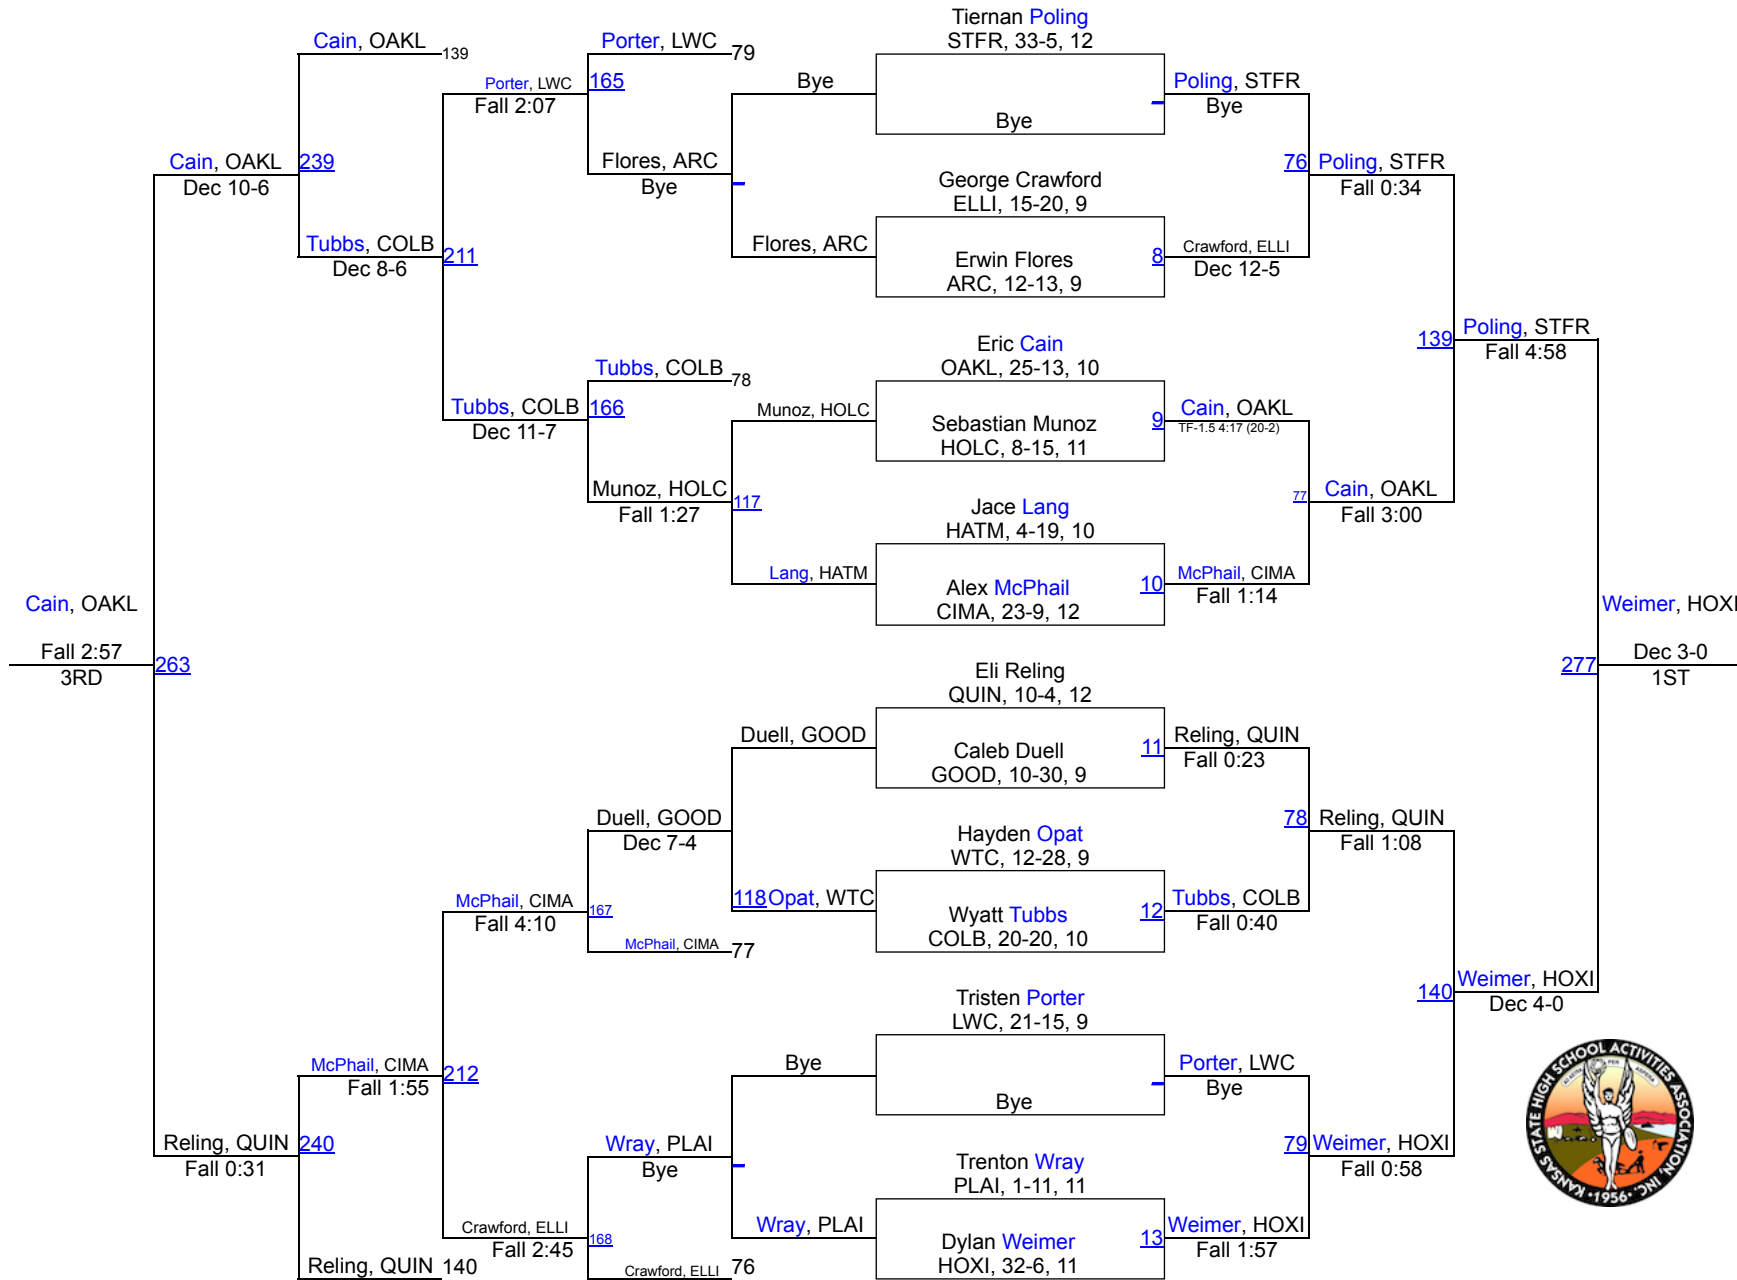 Cain, OAKL
139
Cain, OAKL
Dec 10-6
239
Tubbs, COLB
Dec 8-6
211
Porter, LWC
Fall 2:07
Porter, LWC
79
165
Flores, ARC
Bye
Bye
Flores, ARC
Tubbs, COLB
Dec 11-7
166
Tubbs, COLB
78
Munoz, HOLC
Fall 1:27
117
Munoz, HOLC
Lang, HATM
Cain, OAKL
Fall 2:57
3RD
263
McPhail, CIMA
Fall 4:10
167
Duell, GOOD
Dec 7-4
118
Duell, GOOD
Opat, WTC
McPhail, CIMA
77
McPhail, CIMA
Fall 1:55
212
Reling, QUIN
Fall 0:31
240
Reling, QUIN
140
Crawford, ELLI
Fall 2:45
168
Wray, PLAI
Bye
Bye
Wray, PLAI
Crawford, ELLI
76
Tiernan Poling
STFR, 33-5, 12
Bye
Poling, STFR
Bye
George Crawford
ELLI, 15-20, 9
Erwin Flores
ARC, 12-13, 9
8
Crawford, ELLI
Dec 12-5
76
Poling, STFR
Fall 0:34
Eric Cain
OAKL, 25-13, 10
Sebastian Munoz
HOLC, 8-15, 11
9
Cain, OAKL
TF-1.5 4:17 (20-2)
Jace Lang
HATM, 4-19, 10
Alex McPhail
CIMA, 23-9, 12
10
McPhail, CIMA
Fall 1:14
77
Cain, OAKL
Fall 3:00
139
Poling, STFR
Fall 4:58
Eli Reling
QUIN, 10-4, 12
Caleb Duell
GOOD, 10-30, 9
11
Reling, QUIN
Fall 0:23
Hayden Opat
WTC, 12-28, 9
Wyatt Tubbs
COLB, 20-20, 10
12
Tubbs, COLB
Fall 0:40
78
Reling, QUIN
Fall 1:08
Tristen Porter
LWC, 21-15, 9
Bye
Porter, LWC
Bye
Trenton Wray
PLAI, 1-11, 11
Dylan Weimer
HOXI, 32-6, 11
13
Weimer, HOXI
Fall 1:57
79
Weimer, HOXI
Fall 0:58
140
Weimer, HOXI
Dec 4-0
277
Weimer, HOXI
Dec 3-0
1ST
KANSAS STATE HIGH SCHOOL ACTIVITIES ASSOCIATION, INC.
AD ASTRA PER ASPERA
•1956•